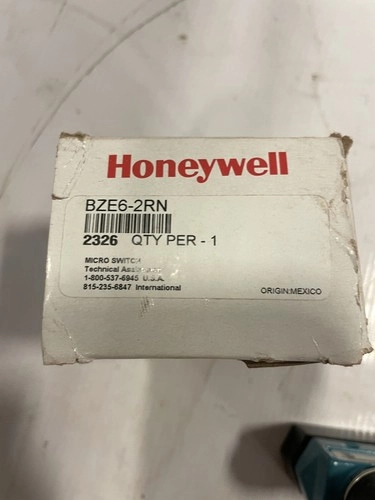 Honeywell
BZE6-2RN
2326 QTY PER - 1
MICRO SWITCH
Technical
1-800-537-6945 U.S.A.
815-235-6847 International
ORIGIN:MEXICO